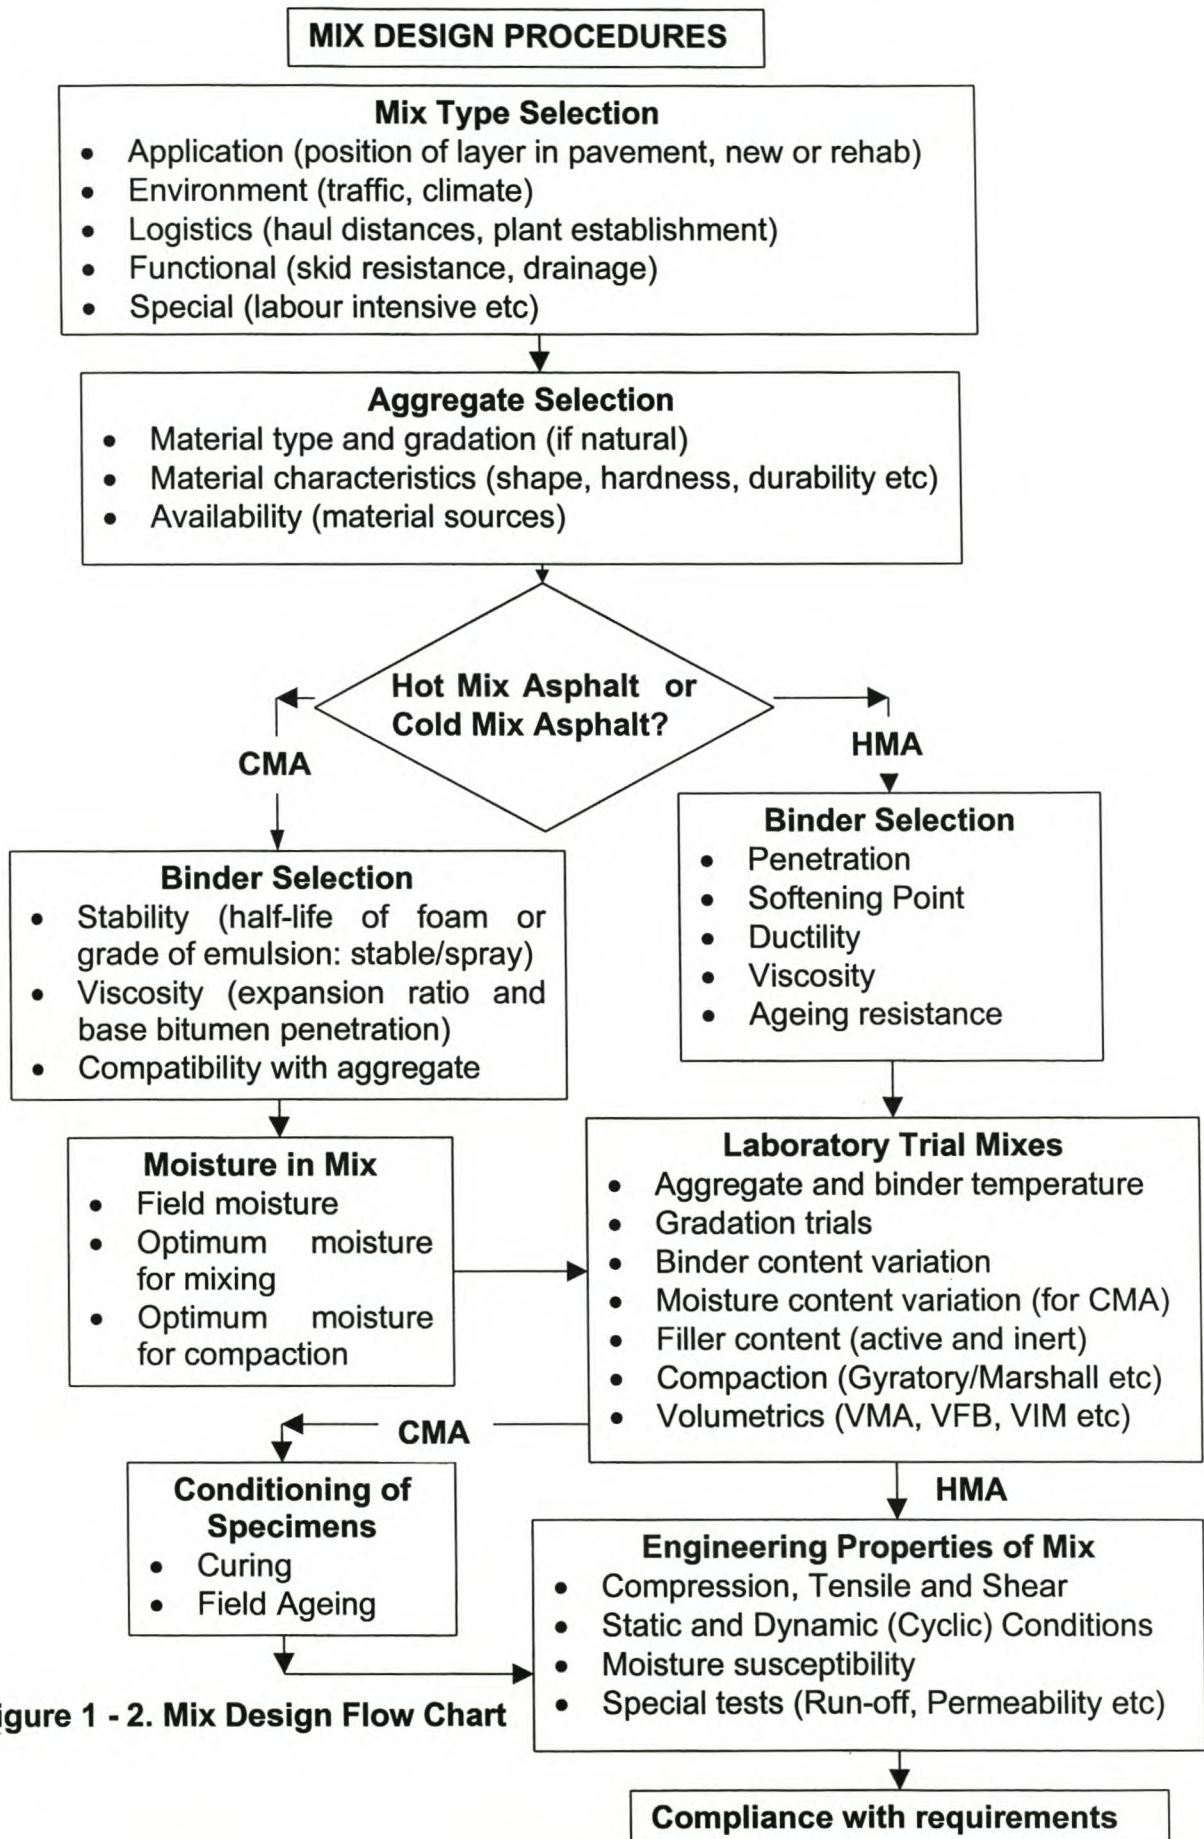 MIX DESIGN PROCEDURES
Mix Type Selection
• Application (position of layer in pavement, new or rehab)
• Environment (traffic, climate)
• Logistics (haul distances, plant establishment)
• Functional (skid resistance, drainage)
• Special (labour intensive etc)
Aggregate Selection
• Material type and gradation (if natural)
• Material characteristics (shape, hardness, durability etc)
• Availability (material sources)
Hot Mix Asphalt or
Cold Mix Asphalt?
CMA
HMA
Binder Selection
• Stability (half-life of foam or
grade of emulsion: stable/spray)
• Viscosity (expansion ratio and
base bitumen penetration)
• Compatibility with aggregate
Binder Selection
• Penetration
• Softening Point
• Ductility
• Viscosity
• Ageing resistance
Moisture in Mix
• Field moisture
• Optimum moisture
for mixing
• Optimum moisture
for compaction
Laboratory Trial Mixes
• Aggregate and binder temperature
• Gradation trials
• Binder content variation
• Moisture content variation (for CMA)
• Filler content (active and inert)
• Compaction (Gyratory/Marshall etc)
• Volumetrics (VMA, VFB, VIM etc)
CMA
HMA
Conditioning of
Specimens
• Curing
• Field Ageing
Engineering Properties of Mix
• Compression, Tensile and Shear
• Static and Dynamic (Cyclic) Conditions
• Moisture susceptibility
• Special tests (Run-off, Permeability etc)
igure 1 - 2. Mix Design Flow Chart
Compliance with requirements